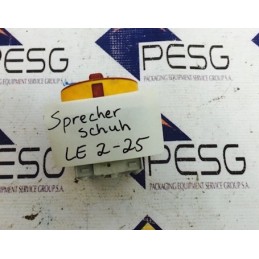 PESG
PACKAGING EQUIPMENT SERVICE GROUP S.A.
Sprecher
Schuh
LE 2-25
PESG
PACKAGING EQUIPMENT SERVICE GROUP S.A.